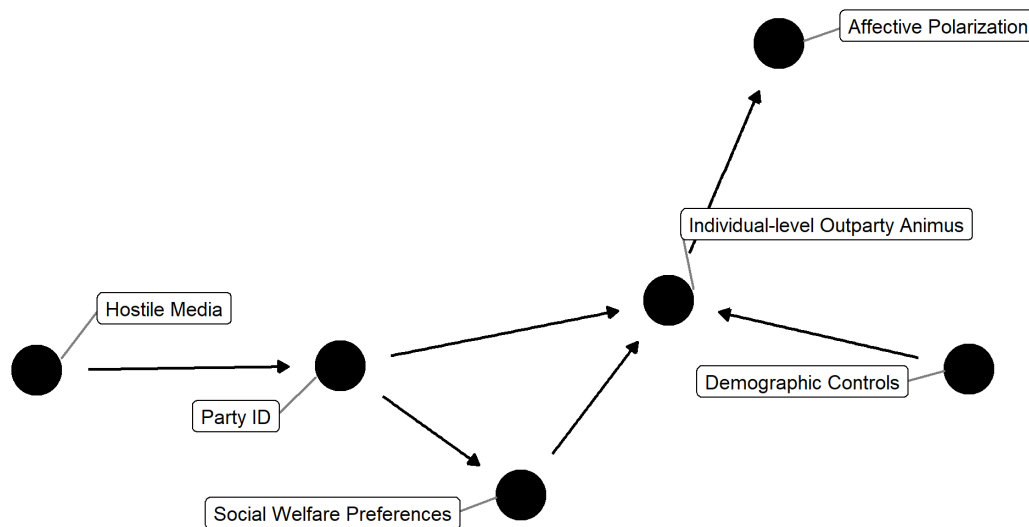 Affective Polarization
Individual-level Outparty Animus
Hostile Media
Demographic Controls
Party ID
Social Welfare Preferences